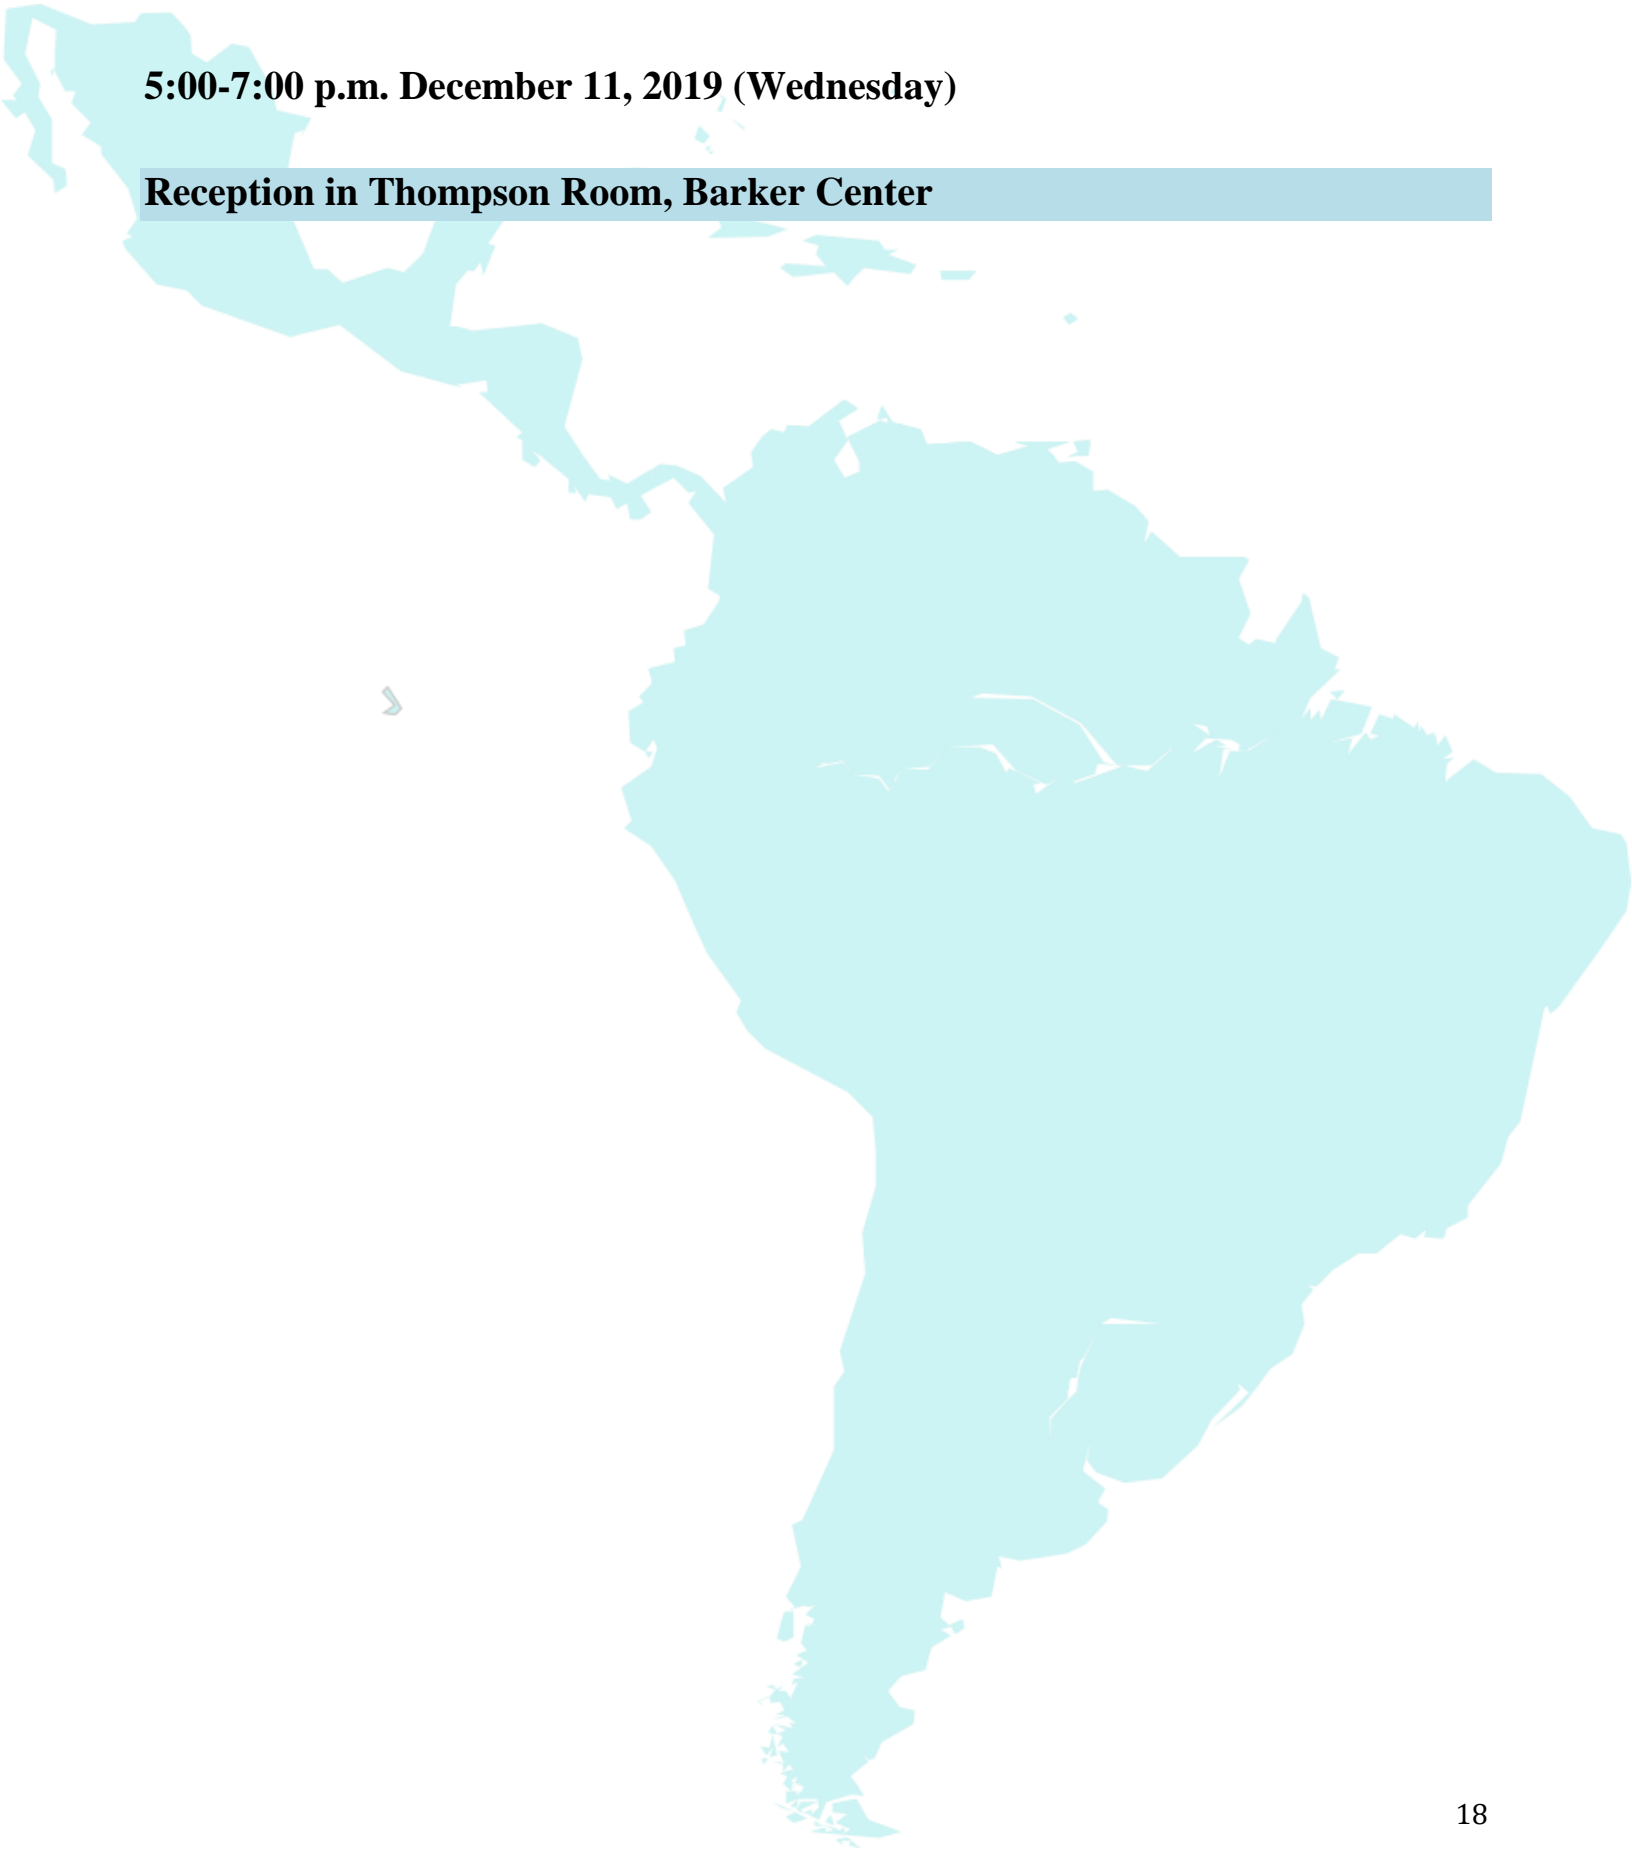 5:00-7:00 p.m. December 11, 2019 (Wednesday)
Reception in Thompson Room, Barker Center
18